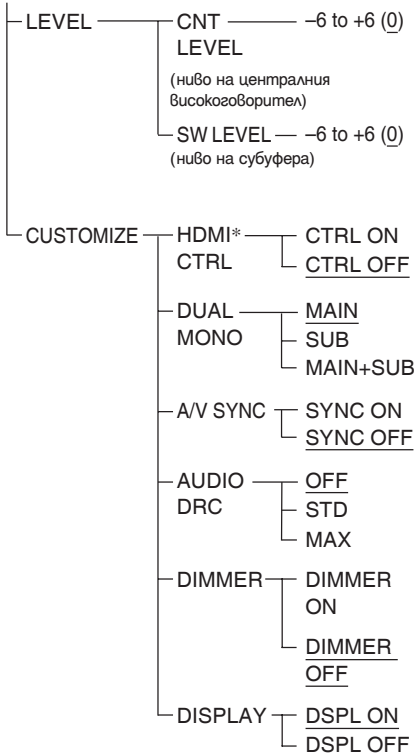 LEVEL CNT –6 to +6 (0)
LEVEL
(ниво на централния
високоговорител)
SW LEVEL –6 to +6 (0)
(ниво на субуфера)
CUSTOMIZE HDMI* CTRL ON
CTRL CTRL OFF
DUAL MAIN
MONO SUB
MAIN+SUB
A/V SYNC SYNC ON
SYNC OFF
AUDIO OFF
DRC STD
MAX
DIMMER DIMMER
ON
DIMMER
OFF
DISPLAY DSPL ON
DSPL OFF